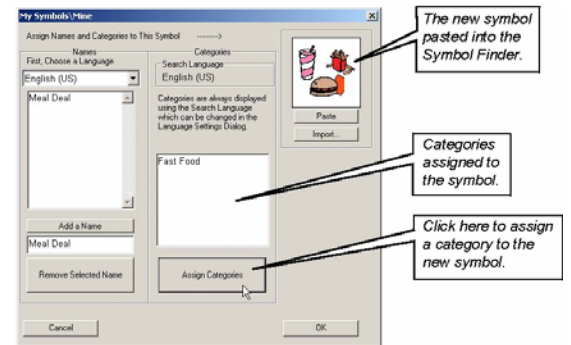 My Symbols\Mine
Assign Names and Categories to This Symbol -------->
Names
First, Choose a Language
English (US)
Meal Deal
Add a Name
Meal Deal
Remove Selected Name
Categories
Search Language
English (US)
Categories are always displayed
using the Search Language
which can be changed in the
Language Settings Dialog.
Fast Food
Assign Categories
Paste
Import...
Cancel
OK
The new symbol
pasted into the
Symbol Finder.
Categories
assigned to
the symbol.
Click here to assign
a category to the
new symbol.